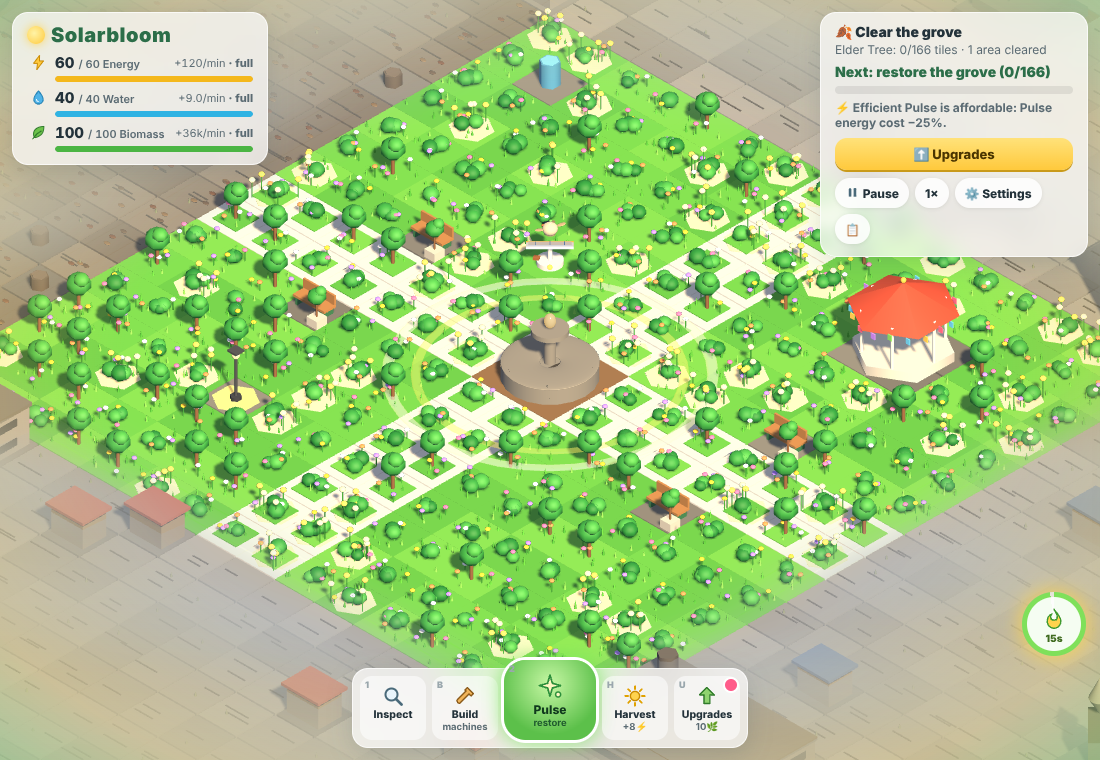 Solarbloom
60 / 60 Energy +120/min · full
40 / 40 Water +9.0/min · full
100 / 100 Biomass +36k/min · full
🍂 Clear the grove
Elder Tree: 0/166 tiles · 1 area cleared
Next: restore the grove (0/166)
⚡ Efficient Pulse is affordable: Pulse
energy cost −25%.
⬆️ Upgrades
⏸ Pause
1×
⚙️ Settings
15s
1
Inspect
B
Build
machines
Pulse
restore
H
Harvest
+8⚡
U
Upgrades
10🌿